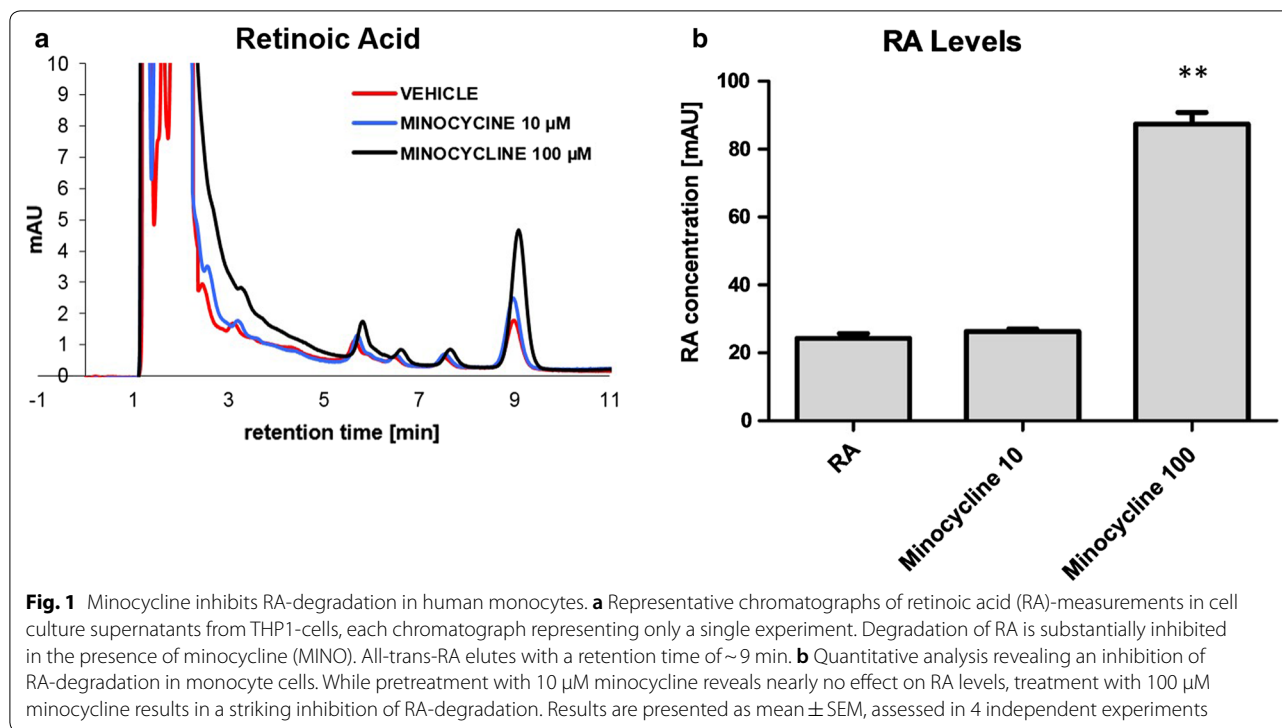 a
Retinoic Acid
10
9
8
7
6
5
4
3
2
1
0
mAU
VEHICLE
MINOCYCINE 10 µM
MINOCYCLINE 100 µM
-1 1 3 5 7 9 11
retention time [min]
b
RA Levels
**
100
80
60
40
20
0
RA concentration [mAU]
RA
Minocycline 10
Minocycline 100
Fig. 1 Minocycline inhibits RA-degradation in human monocytes. a Representative chromatographs of retinoic acid (RA)-measurements in cell
culture supernatants from THP1-cells, each chromatograph representing only a single experiment. Degradation of RA is substantially inhibited
in the presence of minocycline (MINO). All-trans-RA elutes with a retention time of ~ 9 min. b Quantitative analysis revealing an inhibition of
RA-degradation in monocyte cells. While pretreatment with 10 µM minocycline reveals nearly no effect on RA levels, treatment with 100 µM
minocycline results in a striking inhibition of RA-degradation. Results are presented as mean ± SEM, assessed in 4 independent experiments